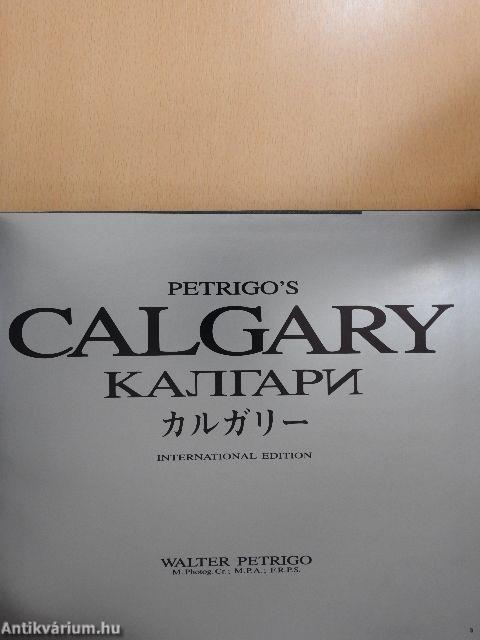 PETRIGO'S
CALGARY
КАЛГАРИ
カルガリー
INTERNATIONAL EDITION
WALTER PETRIGO
M. Photog. Cr.; M.P.A.; F.R.P.S.
Antikvárium.hu